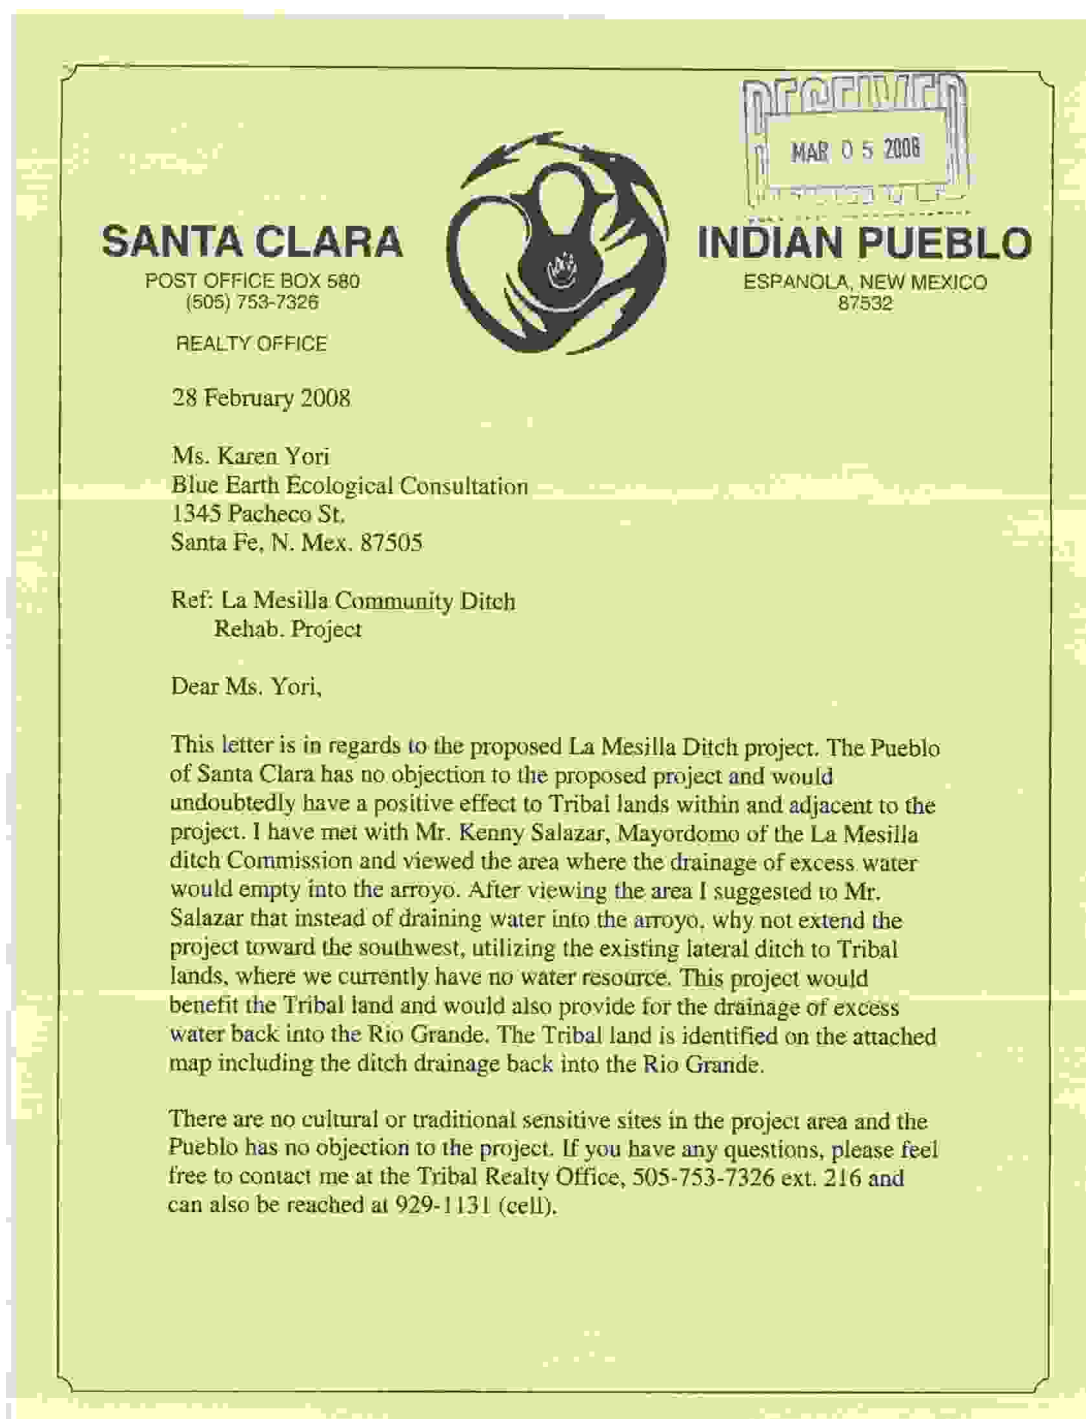 RECEIVED
MAR 05 2008
SANTA CLARA
INDIAN PUEBLO
POST OFFICE BOX 580
(505) 753-7326
ESPANOLA, NEW MEXICO
87532
REALTY OFFICE
28 February 2008
Ms. Karen Yori
Blue Earth Ecological Consultation
1345 Pacheco St.
Santa Fe, N. Mex. 87505
Ref: La Mesilla Community Ditch
Rehab. Project
Dear Ms. Yori,
This letter is in regards to the proposed La Mesilla Ditch project. The Pueblo
of Santa Clara has no objection to the proposed project and would
undoubtedly have a positive effect to Tribal lands within and adjacent to the
project. I have met with Mr. Kenny Salazar, Mayordomo of the La Mesilla
ditch Commission and viewed the area where the drainage of excess water
would empty into the arroyo. After viewing the area I suggested to Mr.
Salazar that instead of draining water into the arroyo, why not extend the
project toward the southwest, utilizing the existing lateral ditch to Tribal
lands, where we currently have no water resource. This project would
benefit the Tribal land and would also provide for the drainage of excess
water back into the Rio Grande. The Tribal land is identified on the attached
map including the ditch drainage back into the Rio Grande.
There are no cultural or traditional sensitive sites in the project area and the
Pueblo has no objection to the project. If you have any questions, please feel
free to contact me at the Tribal Realty Office, 505-753-7326 ext. 216 and
can also be reached at 929-1131 (cell).